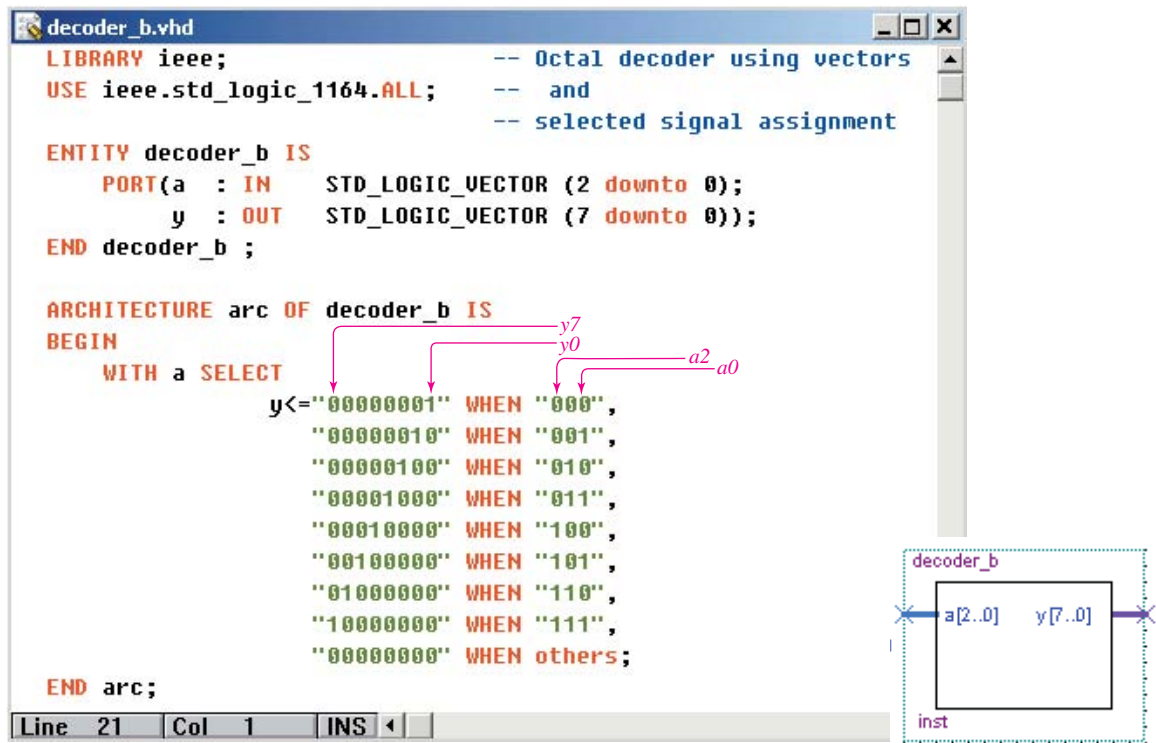 decoder_b.vhd
LIBRARY ieee; -- Octal decoder using vectors
USE ieee.std_logic_1164.ALL; -- and
-- selected signal assignment
ENTITY decoder_b IS
PORT(a : IN STD_LOGIC_VECTOR (2 downto 0);
y : OUT STD_LOGIC_VECTOR (7 downto 0));
END decoder_b ;
ARCHITECTURE arc OF decoder_b IS
BEGIN
y7
y0
a2
a0
WITH a SELECT
y<="00000001" WHEN "000",
"00000010" WHEN "001",
"00000100" WHEN "010",
"00001000" WHEN "011",
"00010000" WHEN "100",
"00100000" WHEN "101",
"01000000" WHEN "110",
"10000000" WHEN "111",
"00000000" WHEN others;
END arc;
Line 21 Col 1 INS
decoder_b
a[2..0] y[7..0]
inst